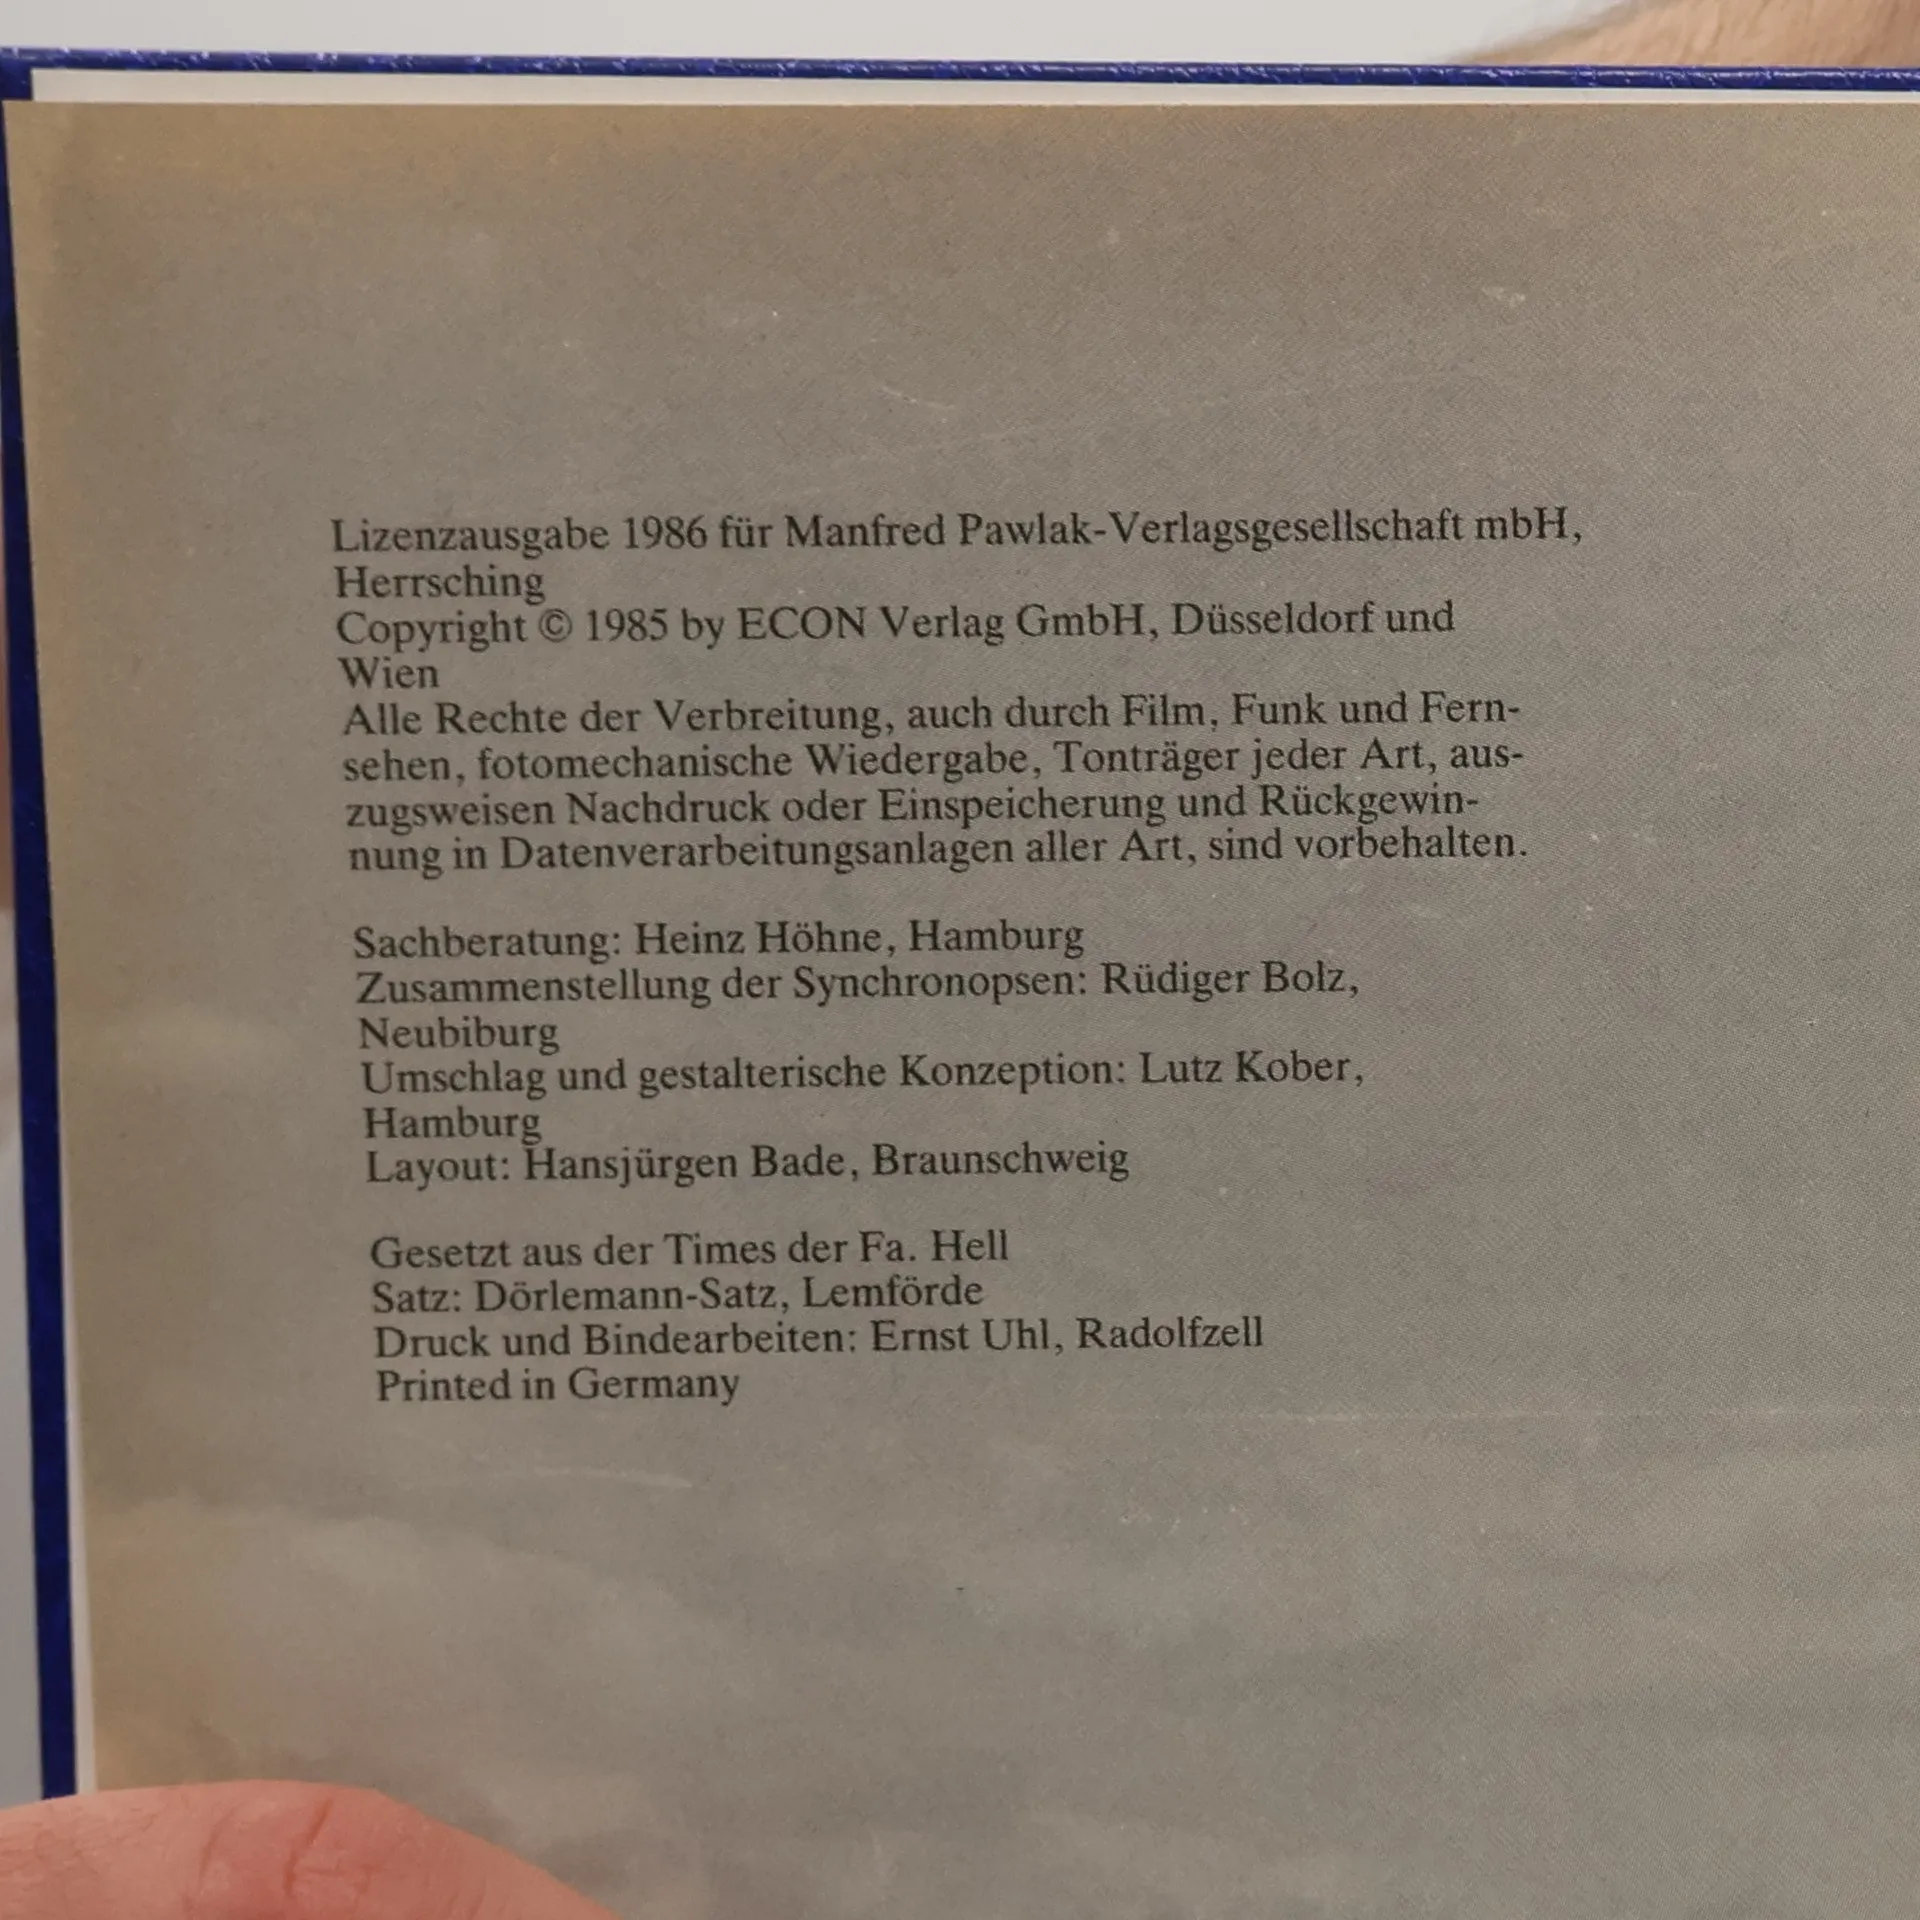 Lizenzausgabe 1986 für Manfred Pawlak-Verlagsgesellschaft mbH,
Herrsching
Copyright © 1985 by ECON Verlag GmbH, Düsseldorf und
Wien
Alle Rechte der Verbreitung, auch durch Film, Funk und Fern-
sehen, fotomechanische Wiedergabe, Tonträger jeder Art, aus-
zugsweisen Nachdruck oder Einspeicherung und Rückgewin-
nung in Datenverarbeitungsanlagen aller Art, sind vorbehalten.
Sachberatung: Heinz Höhne, Hamburg
Zusammenstellung der Synchronopsen: Rüdiger Bolz,
Neubiburg
Umschlag und gestalterische Konzeption: Lutz Kober,
Hamburg
Layout: Hansjürgen Bade, Braunschweig
Gesetzt aus der Times der Fa. Hell
Satz: Dörlemann-Satz, Lemförde
Druck und Bindearbeiten: Ernst Uhl, Radolfzell
Printed in Germany